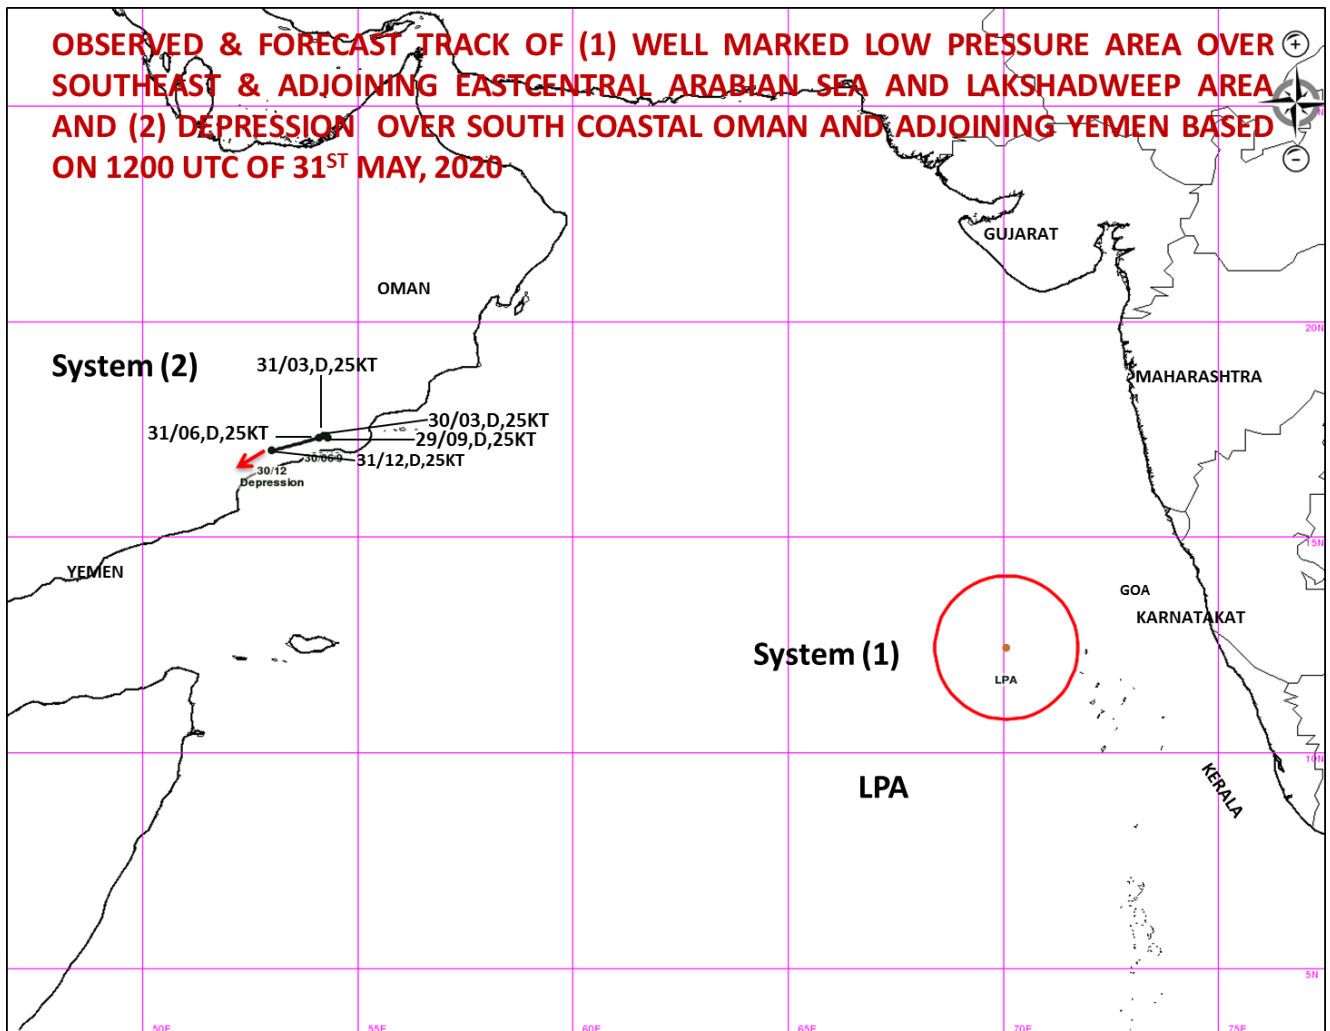 OBSERVED & FORECAST TRACK OF (1) WELL MARKED LOW PRESSURE AREA OVER
SOUTHEAST & ADJOINING EASTCENTRAL ARABIAN SEA AND LAKSHADWEEP AREA
AND (2) DEPRESSION OVER SOUTH COASTAL OMAN AND ADJOINING YEMEN BASED
ON 1200 UTC OF 31ST MAY, 2020
GUJARAT
OMAN
20N
System (2)
31/03,D,25KT
MAHARASHTRA
30/03,D,25KT
31/06,D,25KT
29/09,D,25KT
31/12,D,25KT
30/12
Depression
15N
YEMEN
GOA
KARNATAKAT
System (1)
LPA
10N
LPA
KERALA
5N
50E
55E
60E
65E
70E
75E